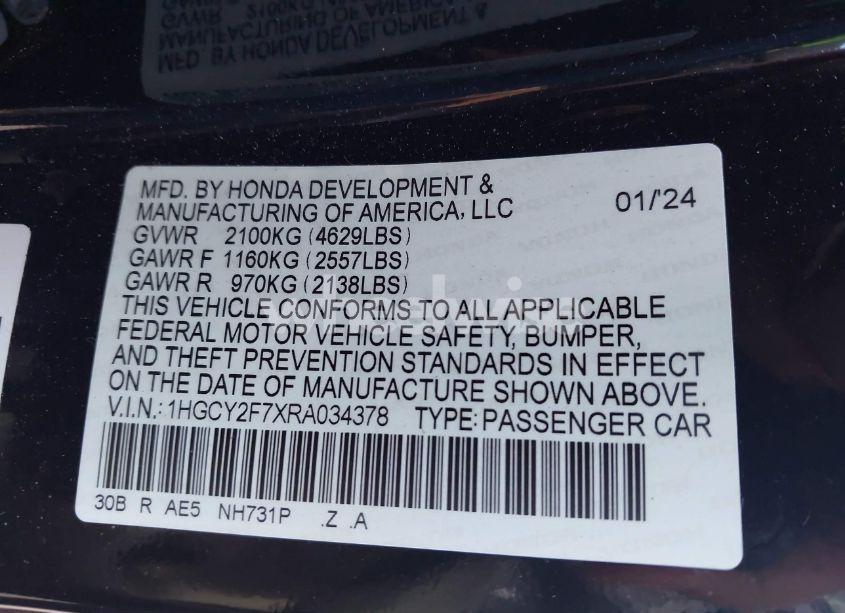 MFD. BY HONDA DEVELOPMENT &
MANUFACTURING OF AMERICA, LLC 01/'24
GVWR 2100KG (4629LBS)
GAWR F 1160KG (2557LBS)
GAWR R 970KG (2138LBS)
THIS VEHICLE CONFORMS TO ALL APPLICABLE
FEDERAL MOTOR VEHICLE SAFETY, BUMPER,
AND THEFT PREVENTION STANDARDS IN EFFECT
ON THE DATE OF MANUFACTURE SHOWN ABOVE.
V.I.N.: 1HGCY2F7XRA034378 TYPE: PASSENGER CAR
30B R AE5 NH731P .Z .A